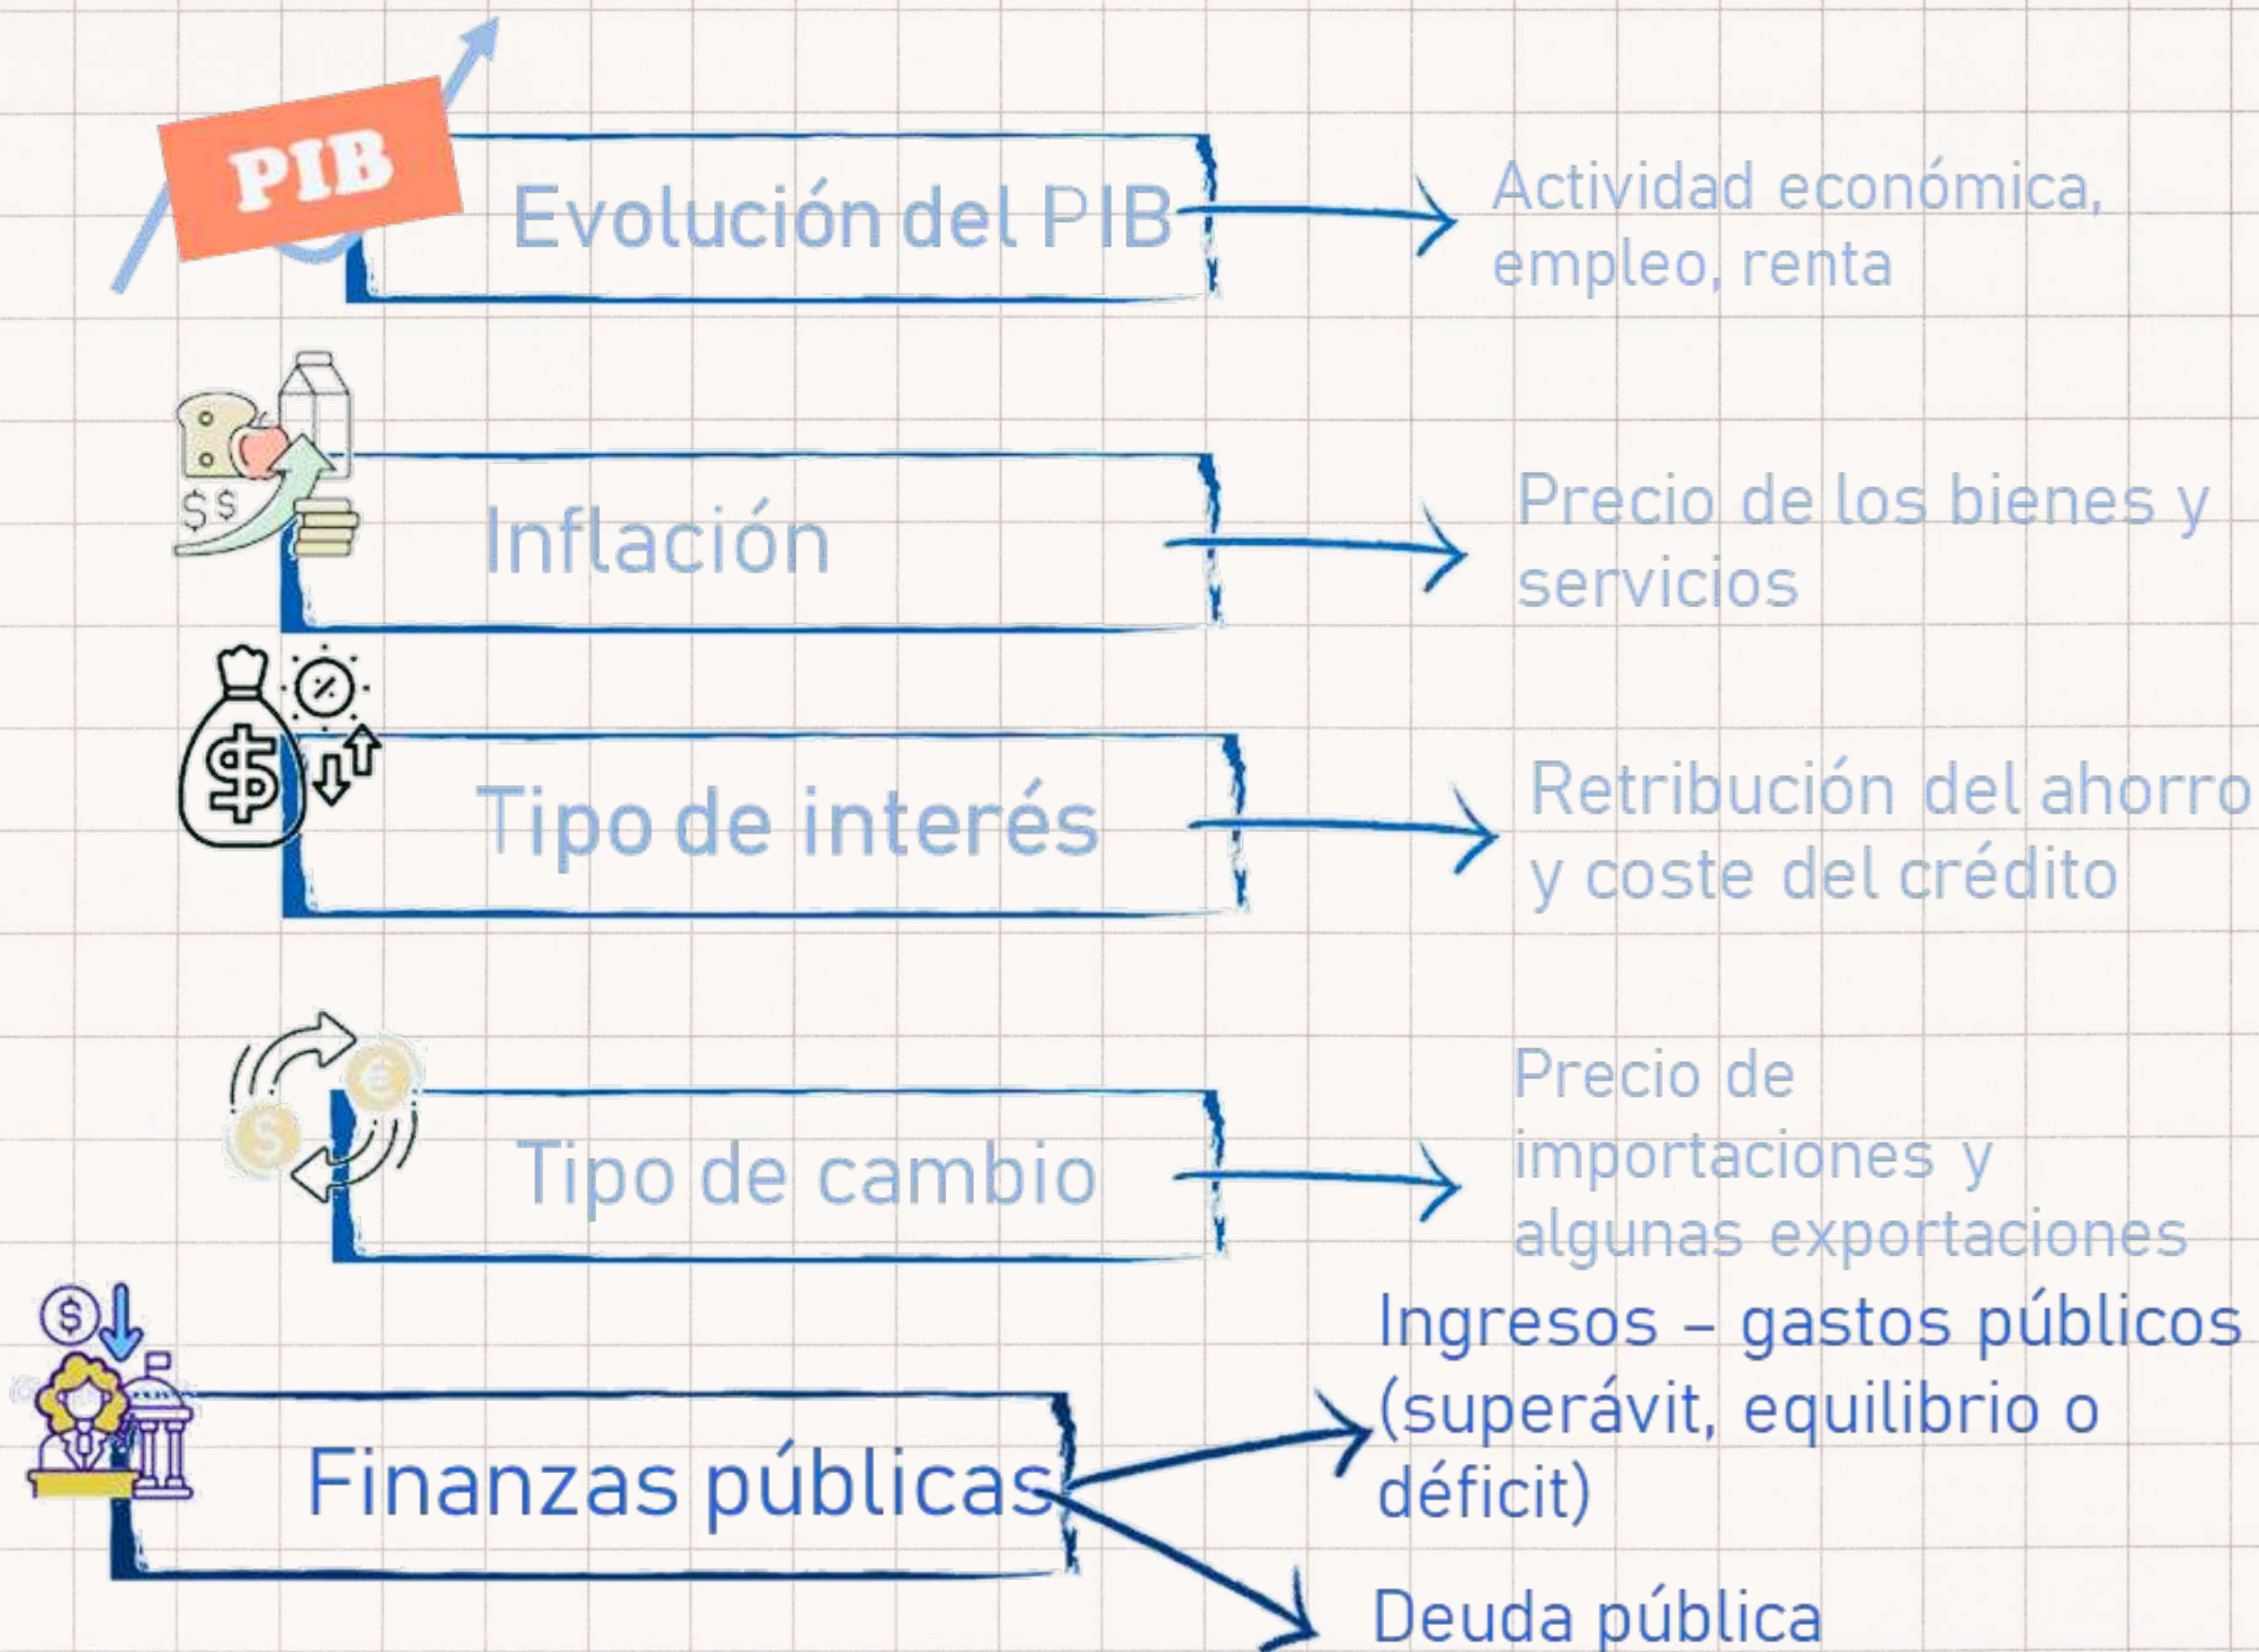 PIB
Evolución del PIB
Actividad económica,
empleo, renta
$$
Inflación
Precio de los bienes y
servicios
%
$
Tipo de interés
Retribución del ahorro
y coste del crédito
€
$
Tipo de cambio
Precio de
importaciones y
algunas exportaciones
$
Finanzas públicas
Ingresos – gastos públicos
(superávit, equilibrio o
déficit)
Deuda pública